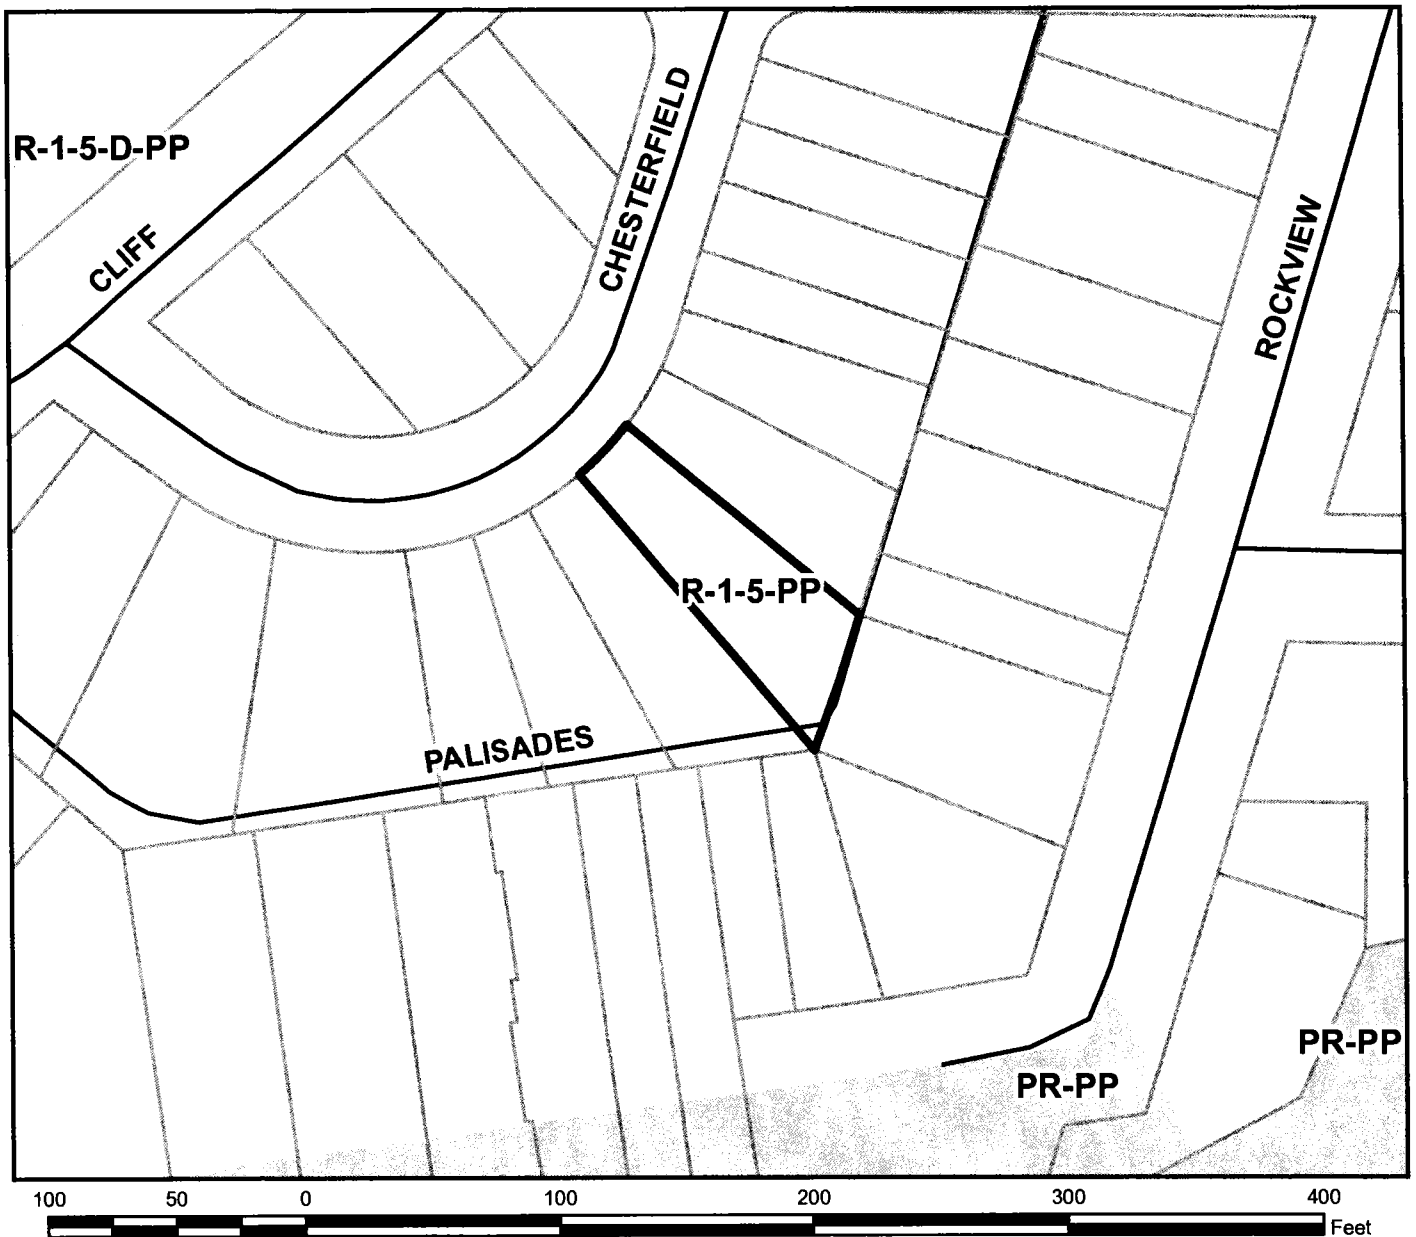 R-1-5-D-PP
CLIFF
CHESTERFIELD
ROCKVIEW
R-1-5-PP
PALISADES
PR-PP
PR-PP
100 50 0 100 200 300 400
Feet